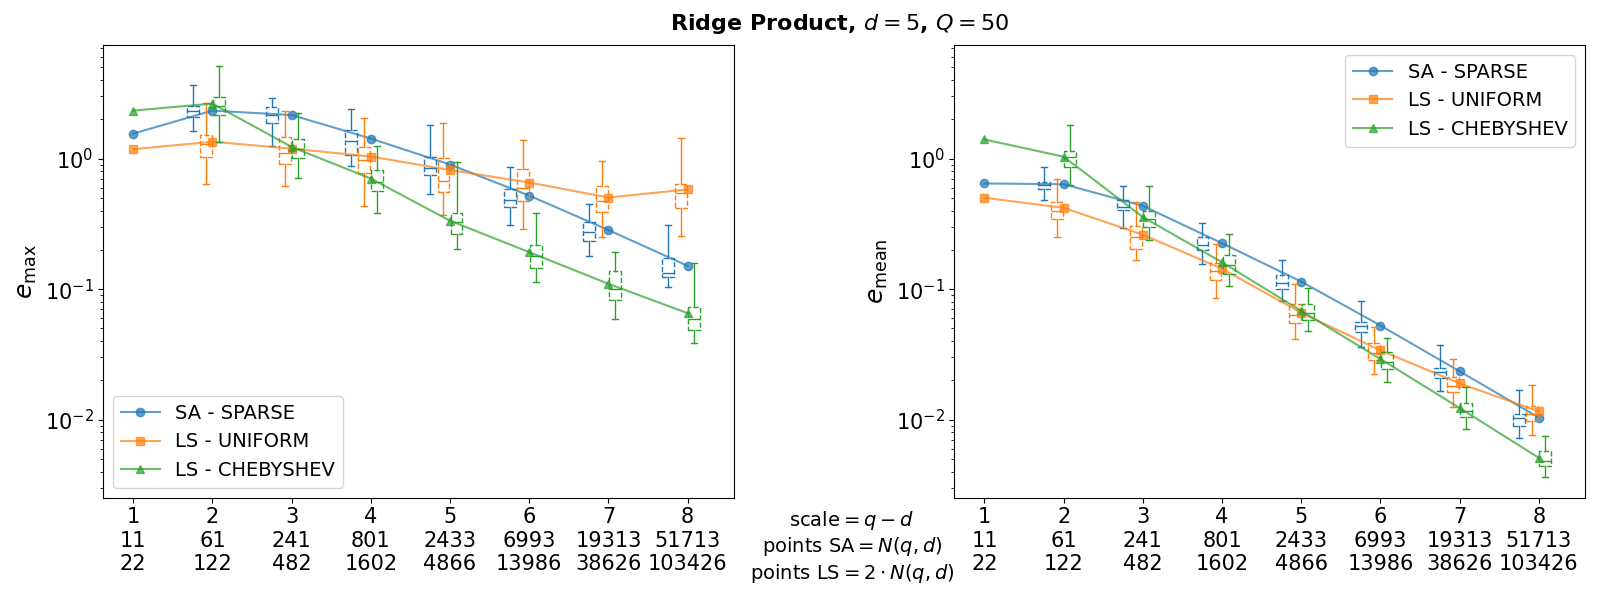 Ridge Product, d = 5, Q = 50
10⁰
10⁻¹
10⁻²
e_max
SA - SPARSE
LS - UNIFORM
LS - CHEBYSHEV
1 2 3 4 5 6 7 8
11 61 241 801 2433 6993 19313 51713
22 122 482 1602 4866 13986 38626 103426
scale = q − d
points SA = N(q, d)
points LS = 2 · N(q, d)
10⁰
10⁻¹
10⁻²
e_mean
SA - SPARSE
LS - UNIFORM
LS - CHEBYSHEV
1 2 3 4 5 6 7 8
11 61 241 801 2433 6993 19313 51713
22 122 482 1602 4866 13986 38626 103426